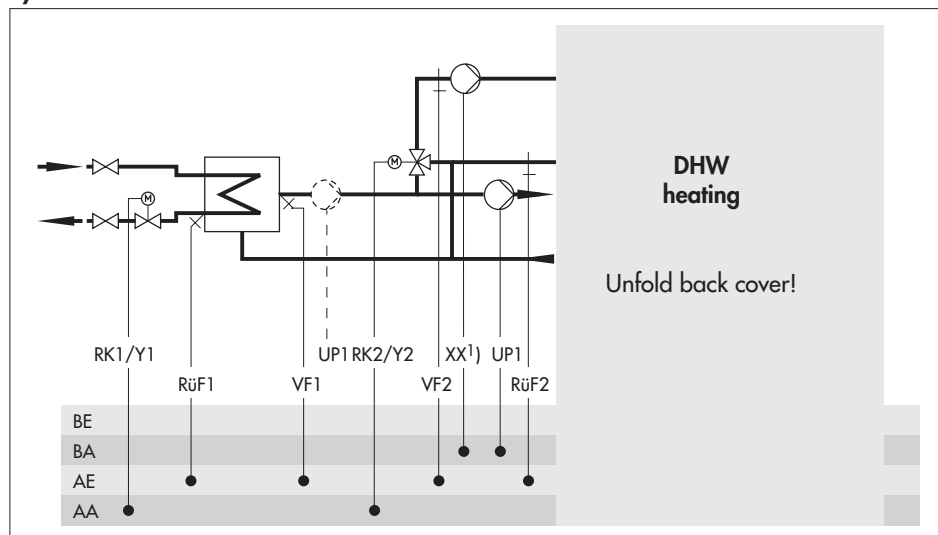 M
M
DHW
heating
Unfold back cover!
RK1/Y1
UP1
RK2/Y2
XX¹)
UP1
RüF1
VF1
VF2
RüF2
BE
BA
AE
AA